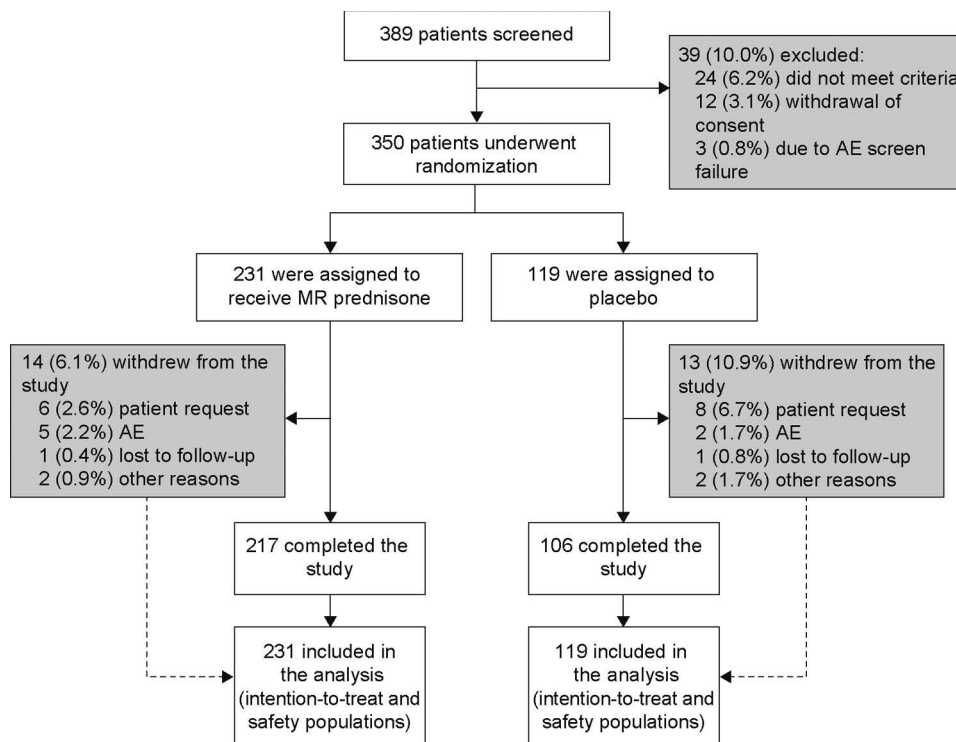 389 patients screened
39 (10.0%) excluded:
24 (6.2%) did not meet criteria
12 (3.1%) withdrawal of
consent
3 (0.8%) due to AE screen
failure
350 patients underwent
randomization
231 were assigned to
receive MR prednisone
119 were assigned to
placebo
14 (6.1%) withdrew from the
study
6 (2.6%) patient request
5 (2.2%) AE
1 (0.4%) lost to follow-up
2 (0.9%) other reasons
13 (10.9%) withdrew from the
study
8 (6.7%) patient request
2 (1.7%) AE
1 (0.8%) lost to follow-up
2 (1.7%) other reasons
217 completed the
study
106 completed the
study
231 included in
the analysis
(intention-to-treat and
safety populations)
119 included in
the analysis
(intention-to-treat and
safety populations)